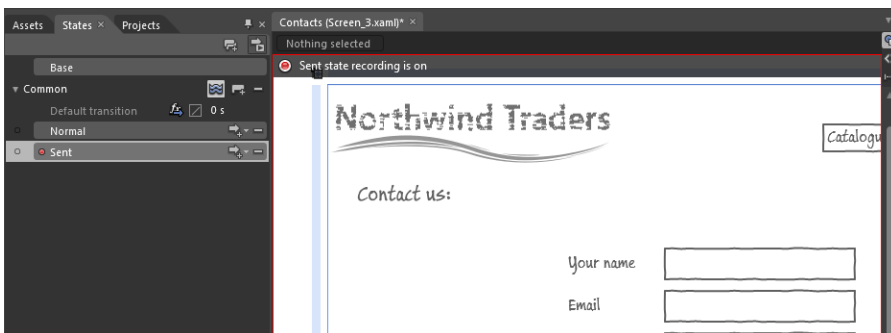 Assets States × Projects
Contacts (Screen_3.xaml)* ×
Nothing selected
Base
Sent state recording is on
Common
Default transition fx 0 s
Normal
Sent
Northwind Traders
Catalogu
Contact us:
Your name
Email